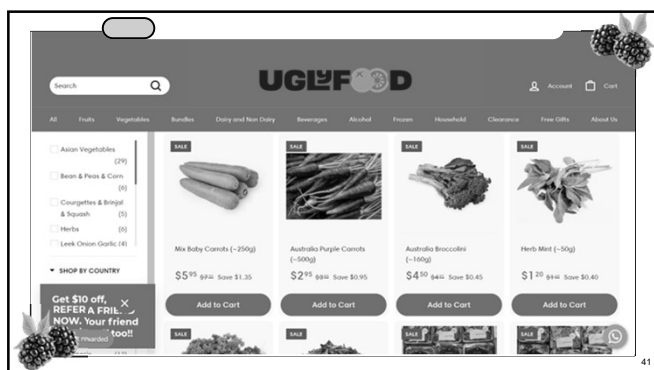 UGLYFOOD
Search
Account
Cart
All Fruits Vegetables Bundles Dairy and Non Dairy Beverages Alcohol Frozen Household Clearance Free Gifts About Us
Asian Vegetables
(29)
Bean & Peas & Corn
(6)
Courgettes & Brinjal
& Squash (5)
Herbs (6)
Leek Onion Garlic (4)
SHOP BY COUNTRY
Get $10 off,
REFER A FRIEND
NOW. Your friend
too!!
SALE
Mix Baby Carrots (~250g)
$5.95 Save $1.35
Add to Cart
SALE
Australia Purple Carrots
(~500g)
$2.95 Save $0.95
Add to Cart
SALE
Australia Broccolini
(~160g)
$4.50 Save $0.45
Add to Cart
SALE
Herb Mint (~50g)
$1.20 Save $0.40
Add to Cart
SALE
SALE
SALE
SALE
41